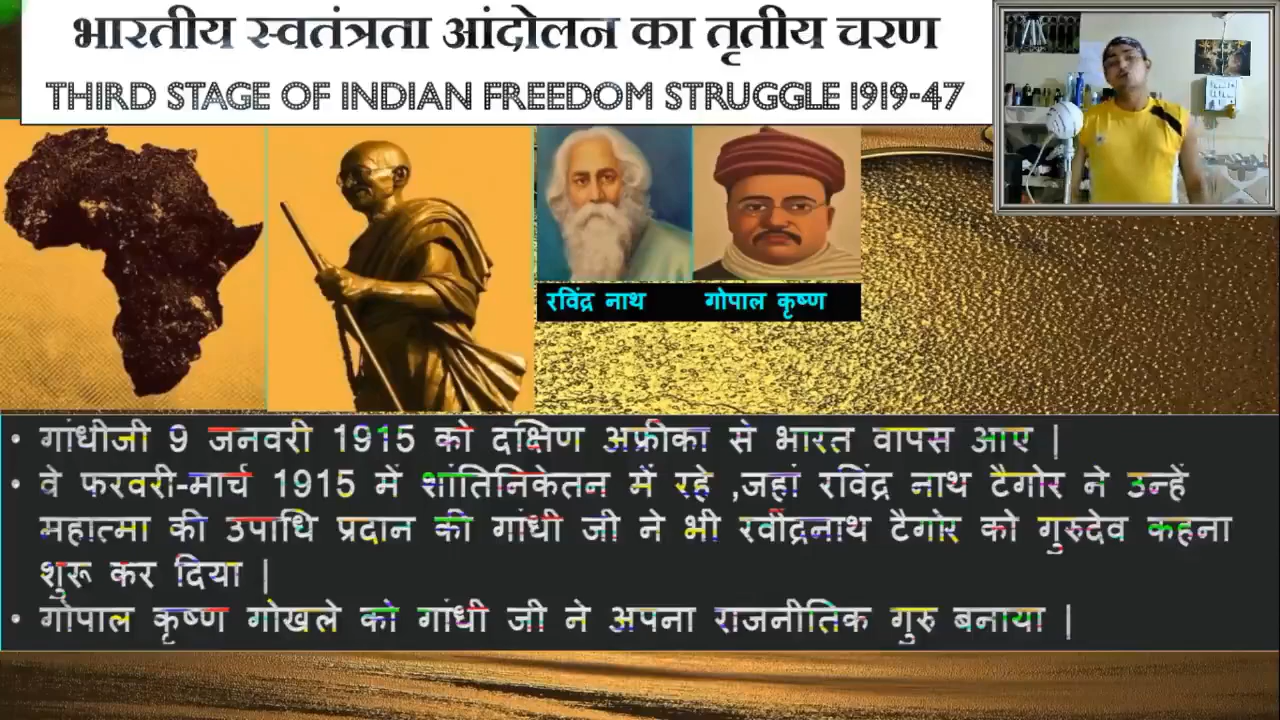 भारतीय स्वतंत्रता आंदोलन का तृतीय चरण
THIRD STAGE OF INDIAN FREEDOM STRUGGLE 1919-47
रविंद्र नाथ
गोपाल कृष्ण
• गांधीजी 9 जनवरी 1915 को दक्षिण अफ्रीका से भारत वापस आए |
• वे फरवरी-मार्च 1915 में शांतिनिकेतन में रहे ,जहां रविंद्र नाथ टैगोर ने उन्हें
महात्मा की उपाधि प्रदान की गांधी जी ने भी रवींद्रनाथ टैगोर को गुरुदेव कहना
शुरू कर दिया |
• गोपाल कृष्ण गोखले को गांधी जी ने अपना राजनीतिक गुरु बनाया |